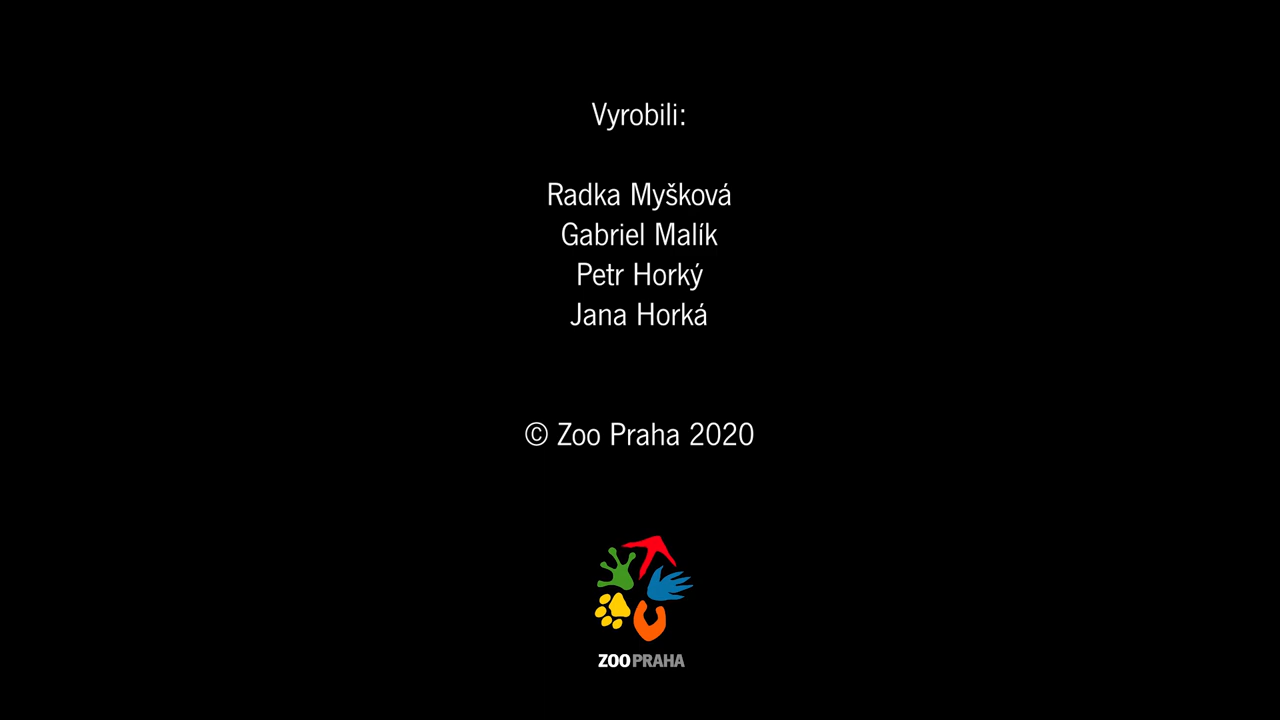 Vyrobili:
Radka Myšková
Gabriel Malík
Petr Horký
Jana Horká
© Zoo Praha 2020
ZOO PRAHA